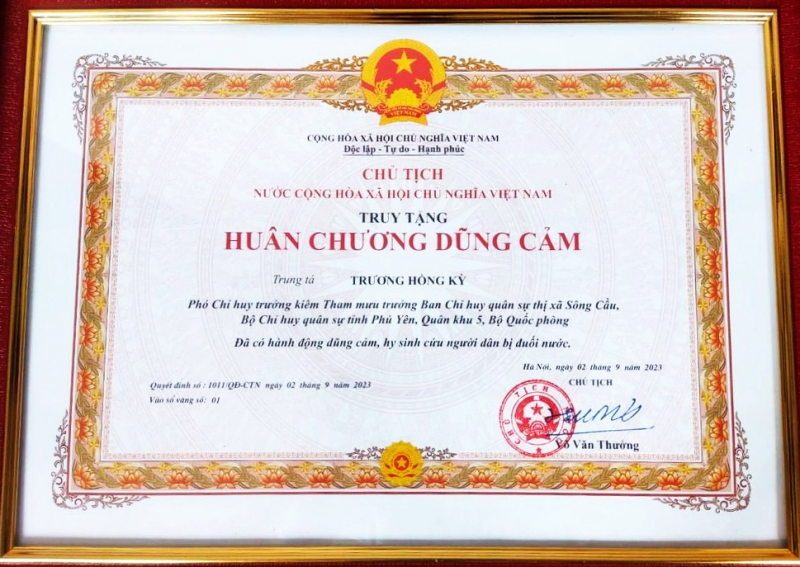 VIỆT NAM
CỘNG HÒA XÃ HỘI CHỦ NGHĨA VIỆT NAM
Độc lập - Tự do - Hạnh phúc
CHỦ TỊCH
NƯỚC CỘNG HÒA XÃ HỘI CHỦ NGHĨA VIỆT NAM
TRUY TẶNG
HUÂN CHƯƠNG DŨNG CẢM
Trung tá TRƯƠNG HỒNG KỲ
Phó Chỉ huy trưởng kiêm Tham mưu trưởng Ban Chỉ huy quân sự thị xã Sông Cầu,
Bộ Chỉ huy quân sự tỉnh Phú Yên, Quân khu 5, Bộ Quốc phòng
Đã có hành động dũng cảm, hy sinh cứu người dân bị đuối nước.
Hà Nội, ngày 02 tháng 9 năm 2023
Quyết định số : 1011/QĐ-CTN ngày 02 tháng 9 năm 2023
CHỦ TỊCH
Vào sổ vàng số: 01
CHỦ TỊCH
Võ Văn Thưởng